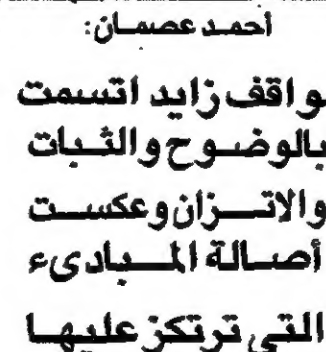 أحمد عصمان:
مواقف زايد اتسمت
بالوضوح والثبات
والاتزان وعكست
أصالة المبادىء
التي ترتكز عليها